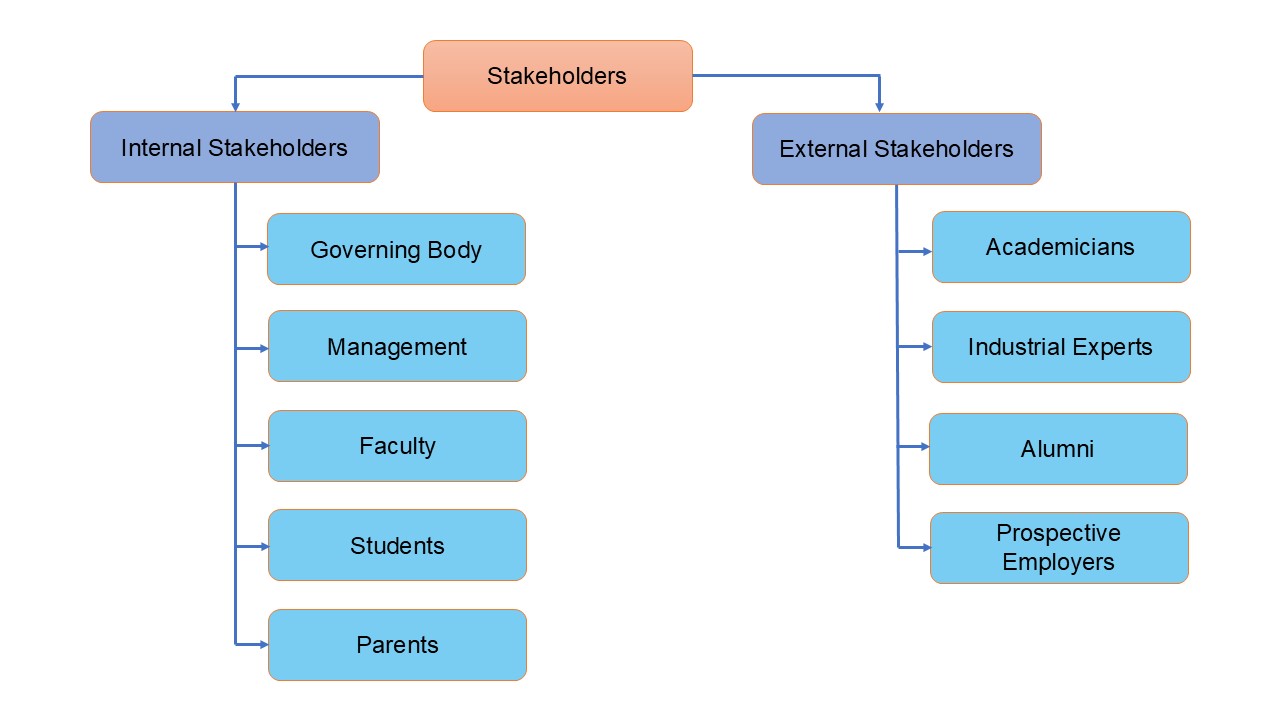 Stakeholders
Internal Stakeholders
Governing Body
Management
Faculty
Students
Parents
External Stakeholders
Academicians
Industrial Experts
Alumni
Prospective
Employers